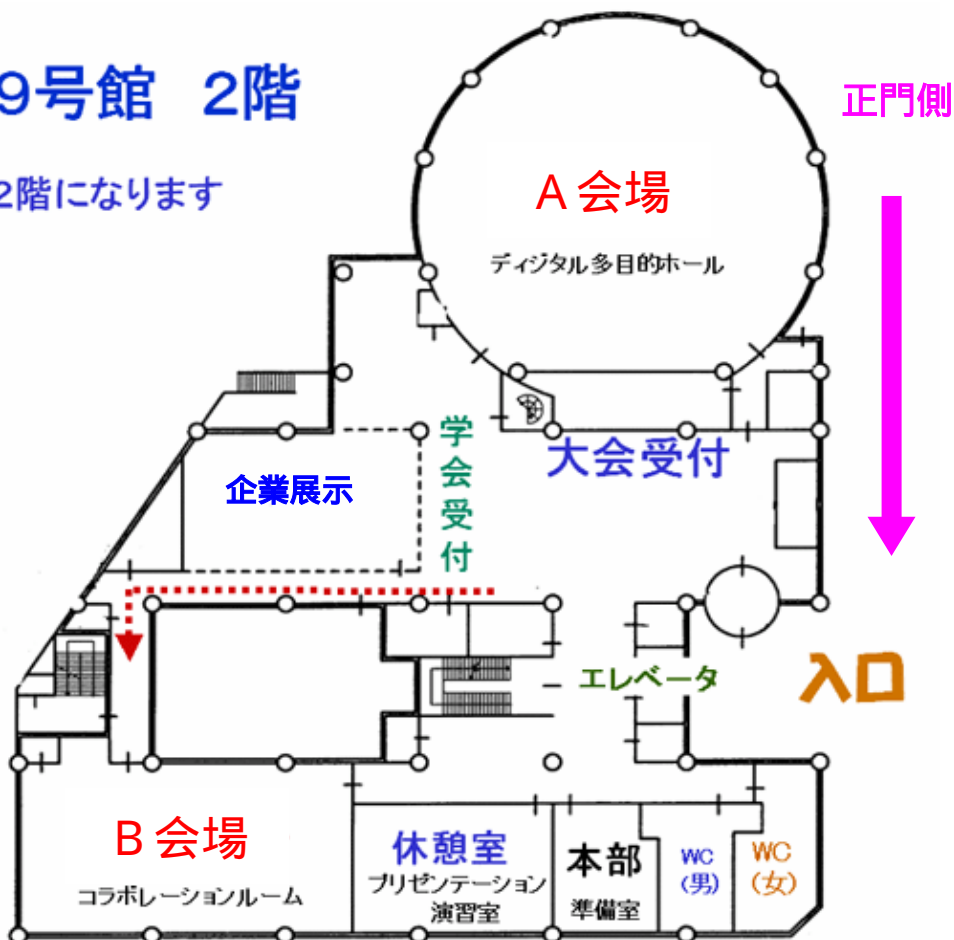 9号館 2階
2階になります
正門側
A会場
ディジタル多目的ホール
学会受付
大会受付
企業展示
エレベータ
入口
B会場
コラボレーションルーム
休憩室
プリゼンテーション
演習室
本部
準備室
WC
(男)
WC
(女)